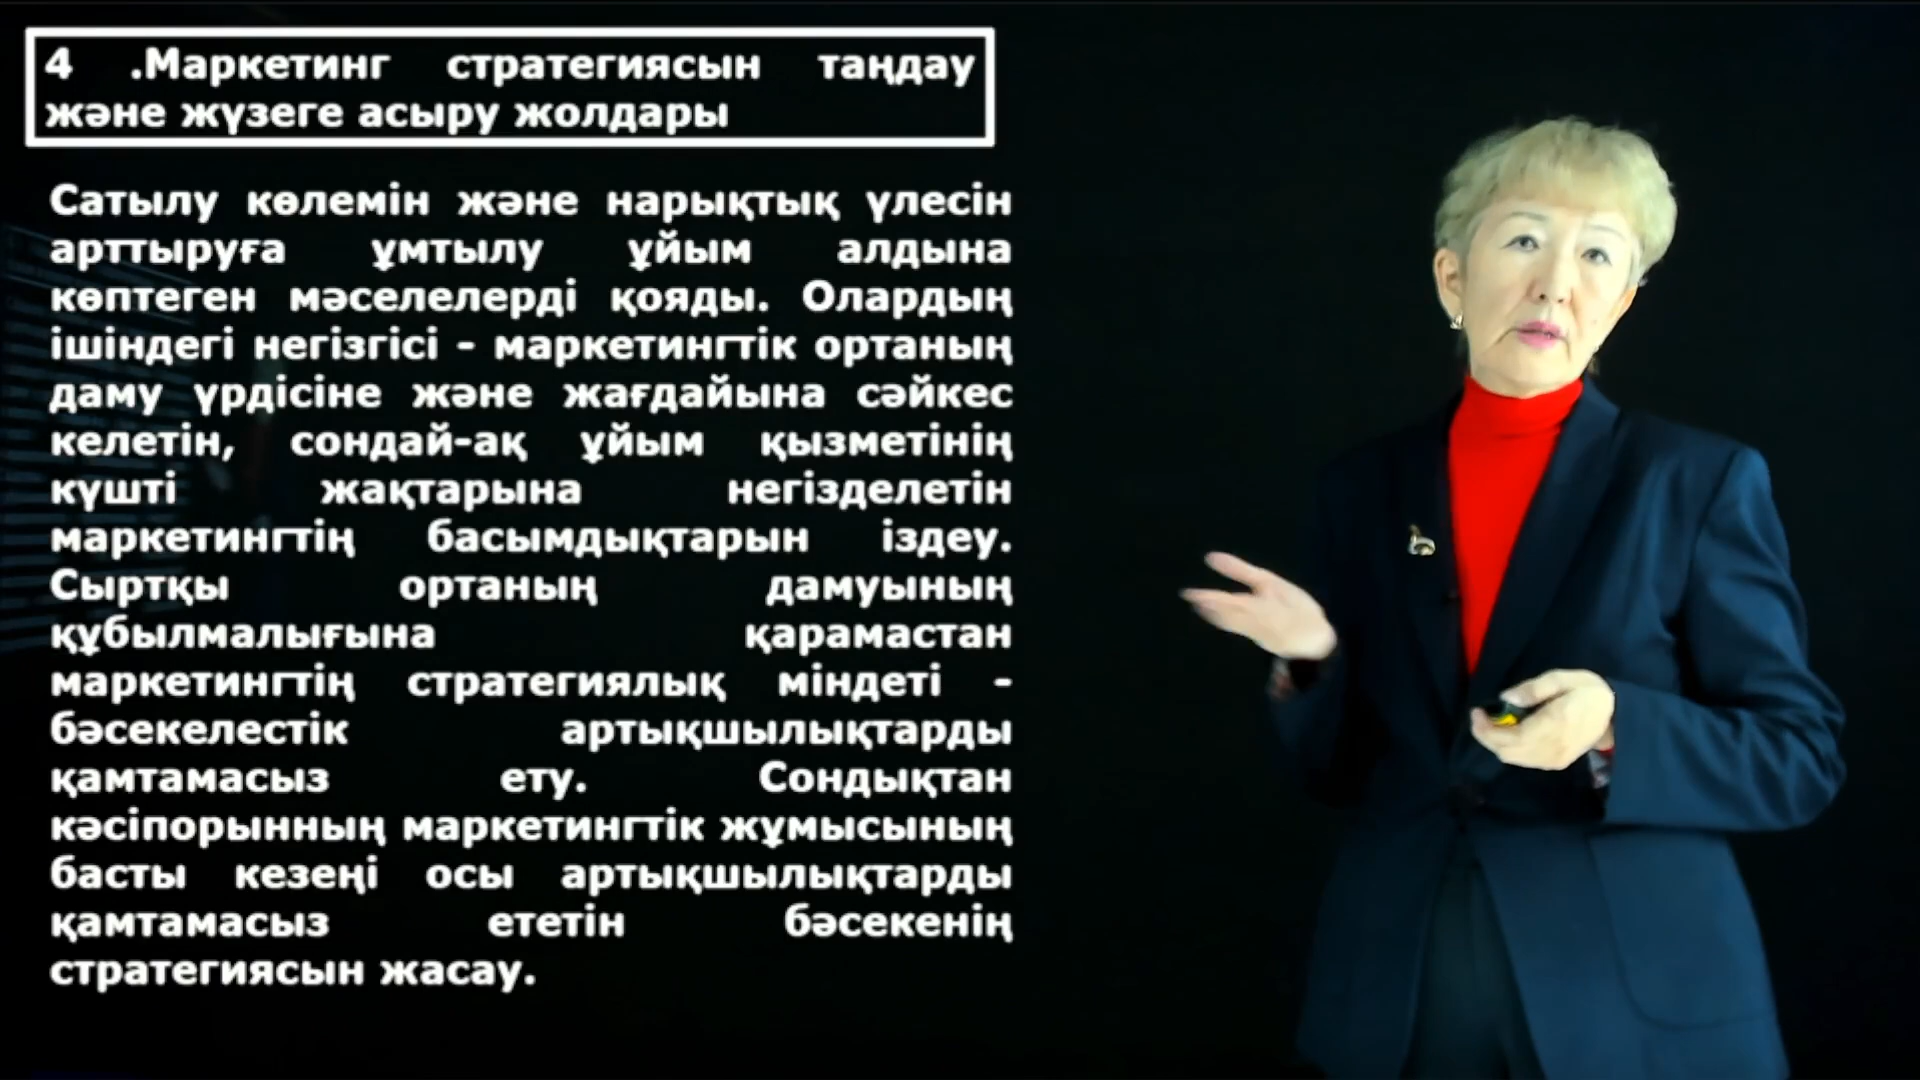 4 .Маркетинг стратегиясын таңдау
және жүзеге асыру жолдары
Сатылу көлемін және нарықтық үлесін
арттыруға ұмтылу ұйым алдына
көптеген мәселелерді қояды. Олардың
ішіндегі негізгісі - маркетингтік ортаның
даму үрдісіне және жағдайына сәйкес
келетін, сондай-ақ ұйым қызметінің
күшті жақтарына негізделетін
маркетингтің басымдықтарын іздеу.
Сыртқы ортаның дамуының
құбылмалығына қарамастан
маркетингтің стратегиялық міндеті -
бәсекелестік артықшылықтарды
қамтамасыз ету. Сондықтан
кәсіпорынның маркетингтік жұмысының
басты кезеңі осы артықшылықтарды
қамтамасыз ететін бәсекенің
стратегиясын жасау.